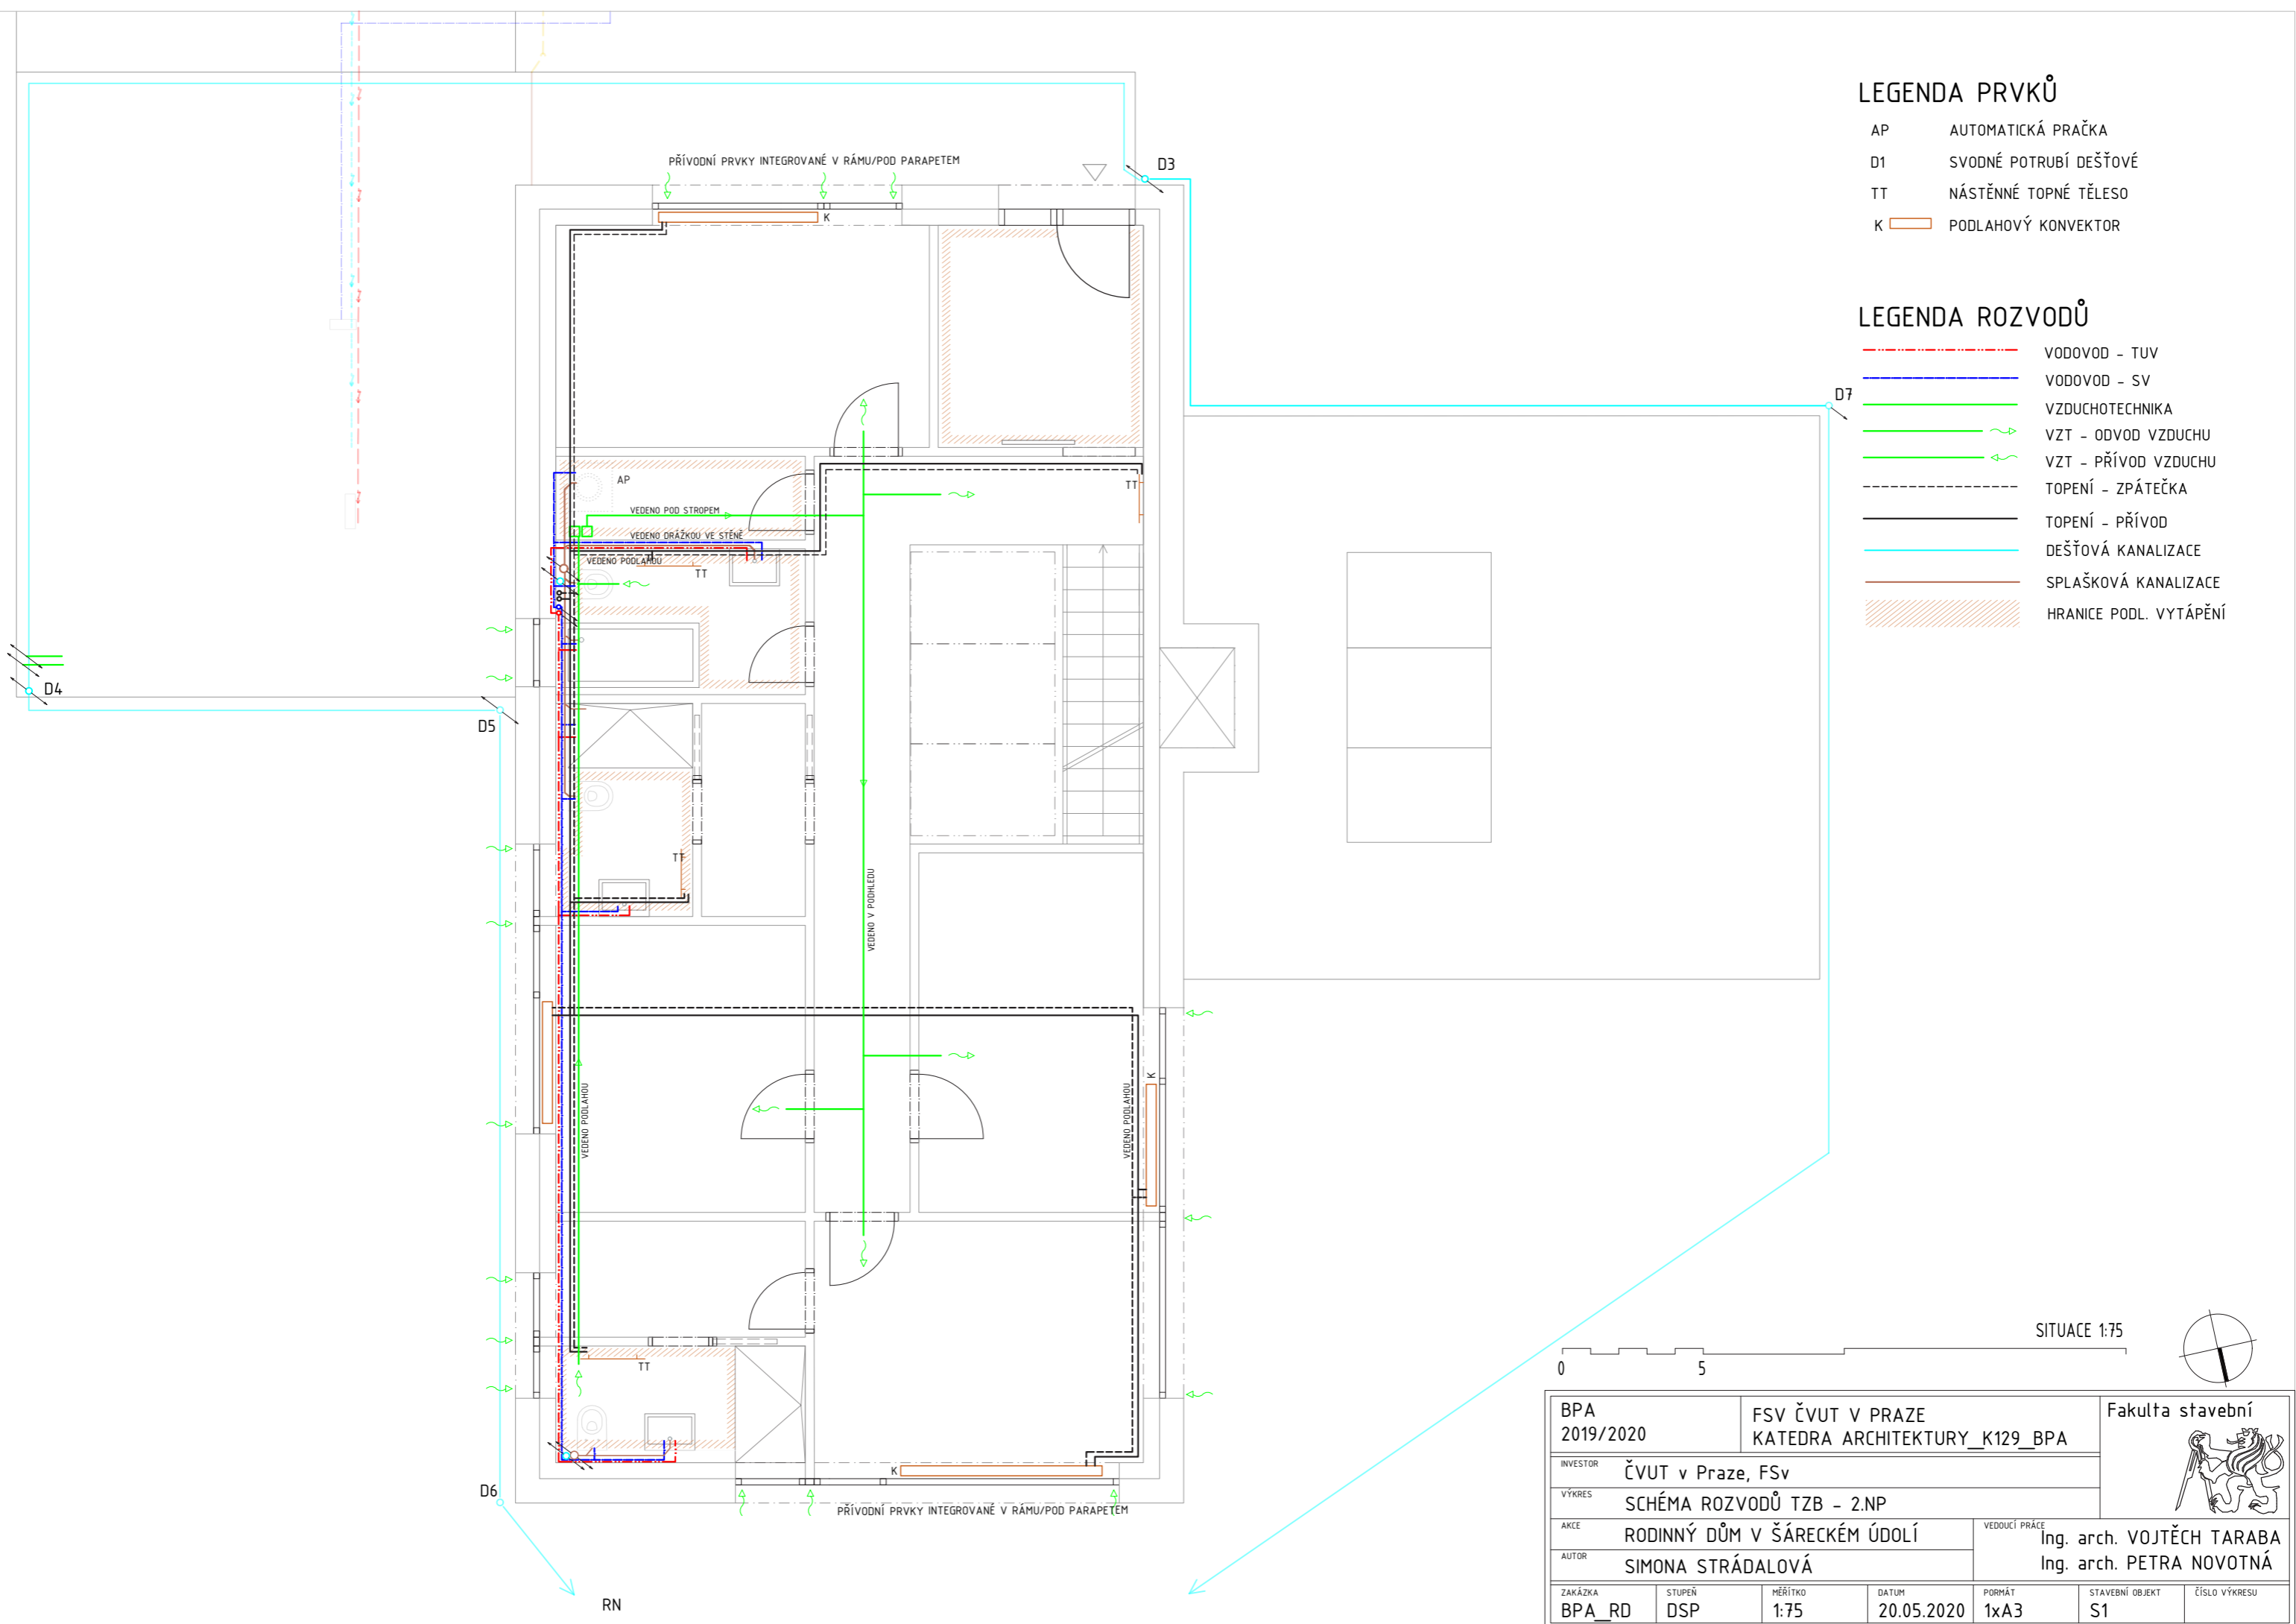 LEGENDA PRVKŮ
AP AUTOMATICKÁ PRAČKA
D1 SVODNÉ POTRUBÍ DEŠŤOVÉ
TT NÁSTĚNNÉ TOPNÉ TĚLESO
K PODLAHOVÝ KONVEKTOR
LEGENDA ROZVODŮ
VODOVOD - TUV
VODOVOD - SV
VZDUCHOTECHNIKA
VZT - ODVOD VZDUCHU
VZT - PŘÍVOD VZDUCHU
TOPENÍ - ZPÁTEČKA
TOPENÍ - PŘÍVOD
DEŠŤOVÁ KANALIZACE
SPLAŠKOVÁ KANALIZACE
HRANICE PODL. VYTÁPĚNÍ
PŘÍVODNÍ PRVKY INTEGROVANÉ V RÁMU/POD PARAPETEM
D3
K
D7
AP
TT
VEDENO POD STROPEM
VEDENO DRÁŽKOU VE STĚNĚ
VEDENO PODLAHOU
TT
D4
D5
TT
VEDENO V PODHLEDU
K
VEDENO PODLAHOU
VEDENO PODLAHOU
TT
K
D6
PŘÍVODNÍ PRVKY INTEGROVANÉ V RÁMU/POD PARAPETEM
RN
SITUACE 1:75
0 5
BPA
2019/2020
FSV ČVUT V PRAZE
KATEDRA ARCHITEKTURY_K129_BPA
Fakulta stavební
INVESTOR ČVUT v Praze, FSv
VÝKRES SCHÉMA ROZVODŮ TZB - 2.NP
AKCE RODINNÝ DŮM V ŠÁRECKÉM ÚDOLÍ
AUTOR SIMONA STRÁDALOVÁ
VEDOUCÍ PRÁCE Ing. arch. VOJTĚCH TARABA
Ing. arch. PETRA NOVOTNÁ
ZAKÁZKA STUPEŇ MĚŘÍTKO DATUM PORMÁT STAVEBNÍ OBJEKT ČÍSLO VÝKRESU
BPA_RD DSP 1:75 20.05.2020 1xA3 S1